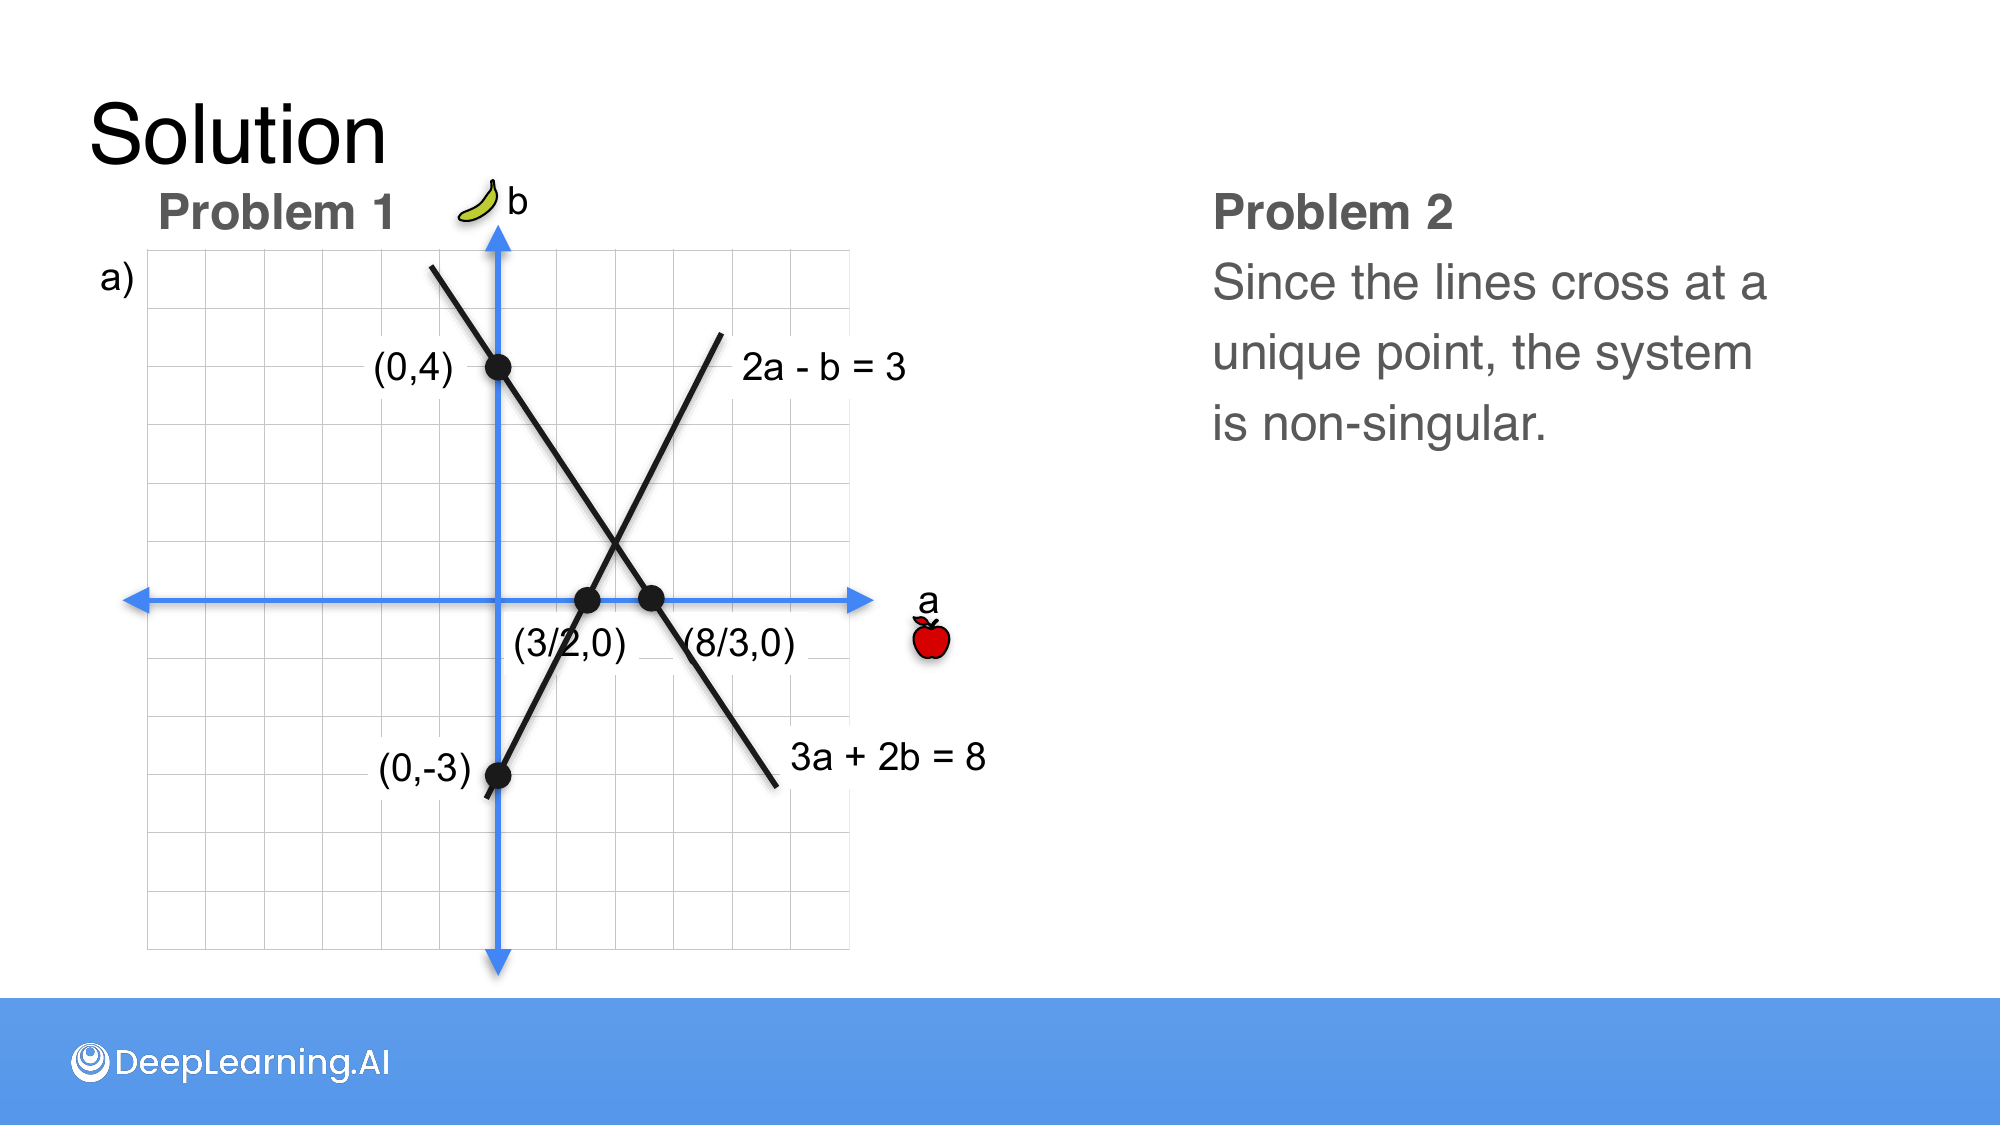 Solution
Problem 1
b
a)
(0,4)
2a - b = 3
a
(3/2,0)
(8/3,0)
(0,-3)
3a + 2b = 8
Problem 2
Since the lines cross at a
unique point, the system
is non-singular.
DeepLearning.AI